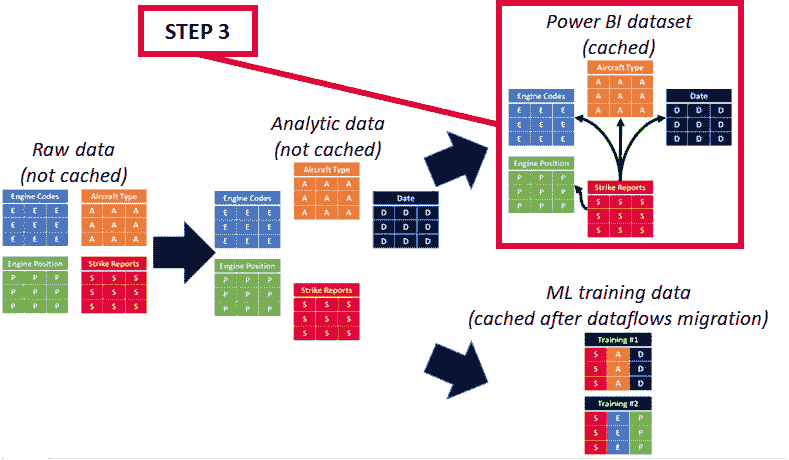 STEP 3
Power BI dataset
(cached)
Aircraft Type
A A A
A A A
A A A
Engine Codes
E E E
E E E
E E E
Date
D D D
D D D
D D D
Engine Position
P P P
P P P
P P P
Strike Reports
S S S
S S S
S S S
Raw data
(not cached)
Engine Codes
E E E
E E E
E E E
Aircraft Type
A A A
A A A
A A A
Engine Position
P P P
P P P
P P P
Strike Reports
S S S
S S S
S S S
Analytic data
(not cached)
Aircraft Type
A A A
A A A
A A A
Engine Codes
E E E
E E E
E E E
Date
D D D
D D D
D D D
Engine Position
P P P
P P P
P P P
Strike Reports
S S S
S S S
S S S
ML training data
(cached after dataflows migration)
Training #1
S A D
S A D
S A D
Training #2
S E P
S E P
S E P